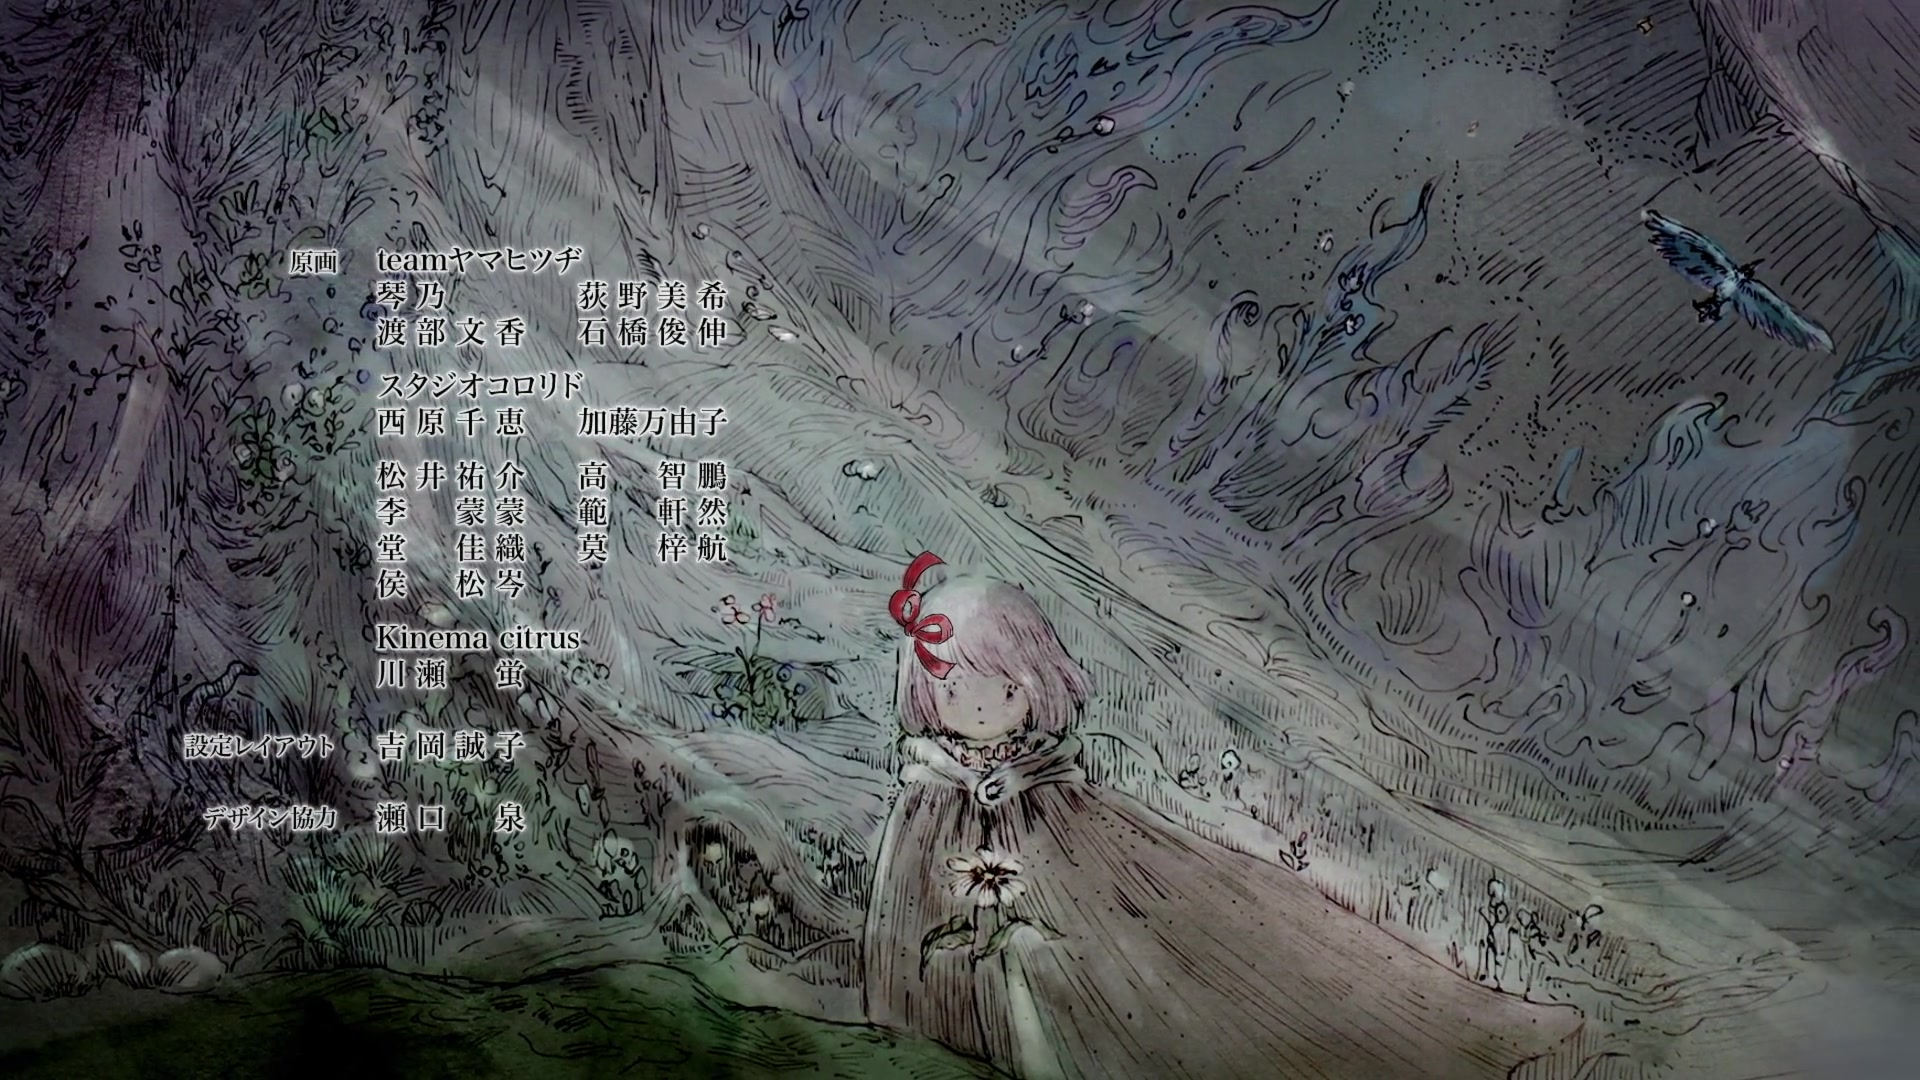 原画 teamヤマヒツヂ
琴乃 荻野美希
渡部文香 石橋俊伸
スタジオコロリド
西原千恵 加藤万由子
松井祐介 高智鵬
李蒙蒙 範軒然
堂佳織 莫梓航
侯松岑
Kinema citrus
川瀬蛍
設定レイアウト 吉岡誠子
デザイン協力 瀬口泉